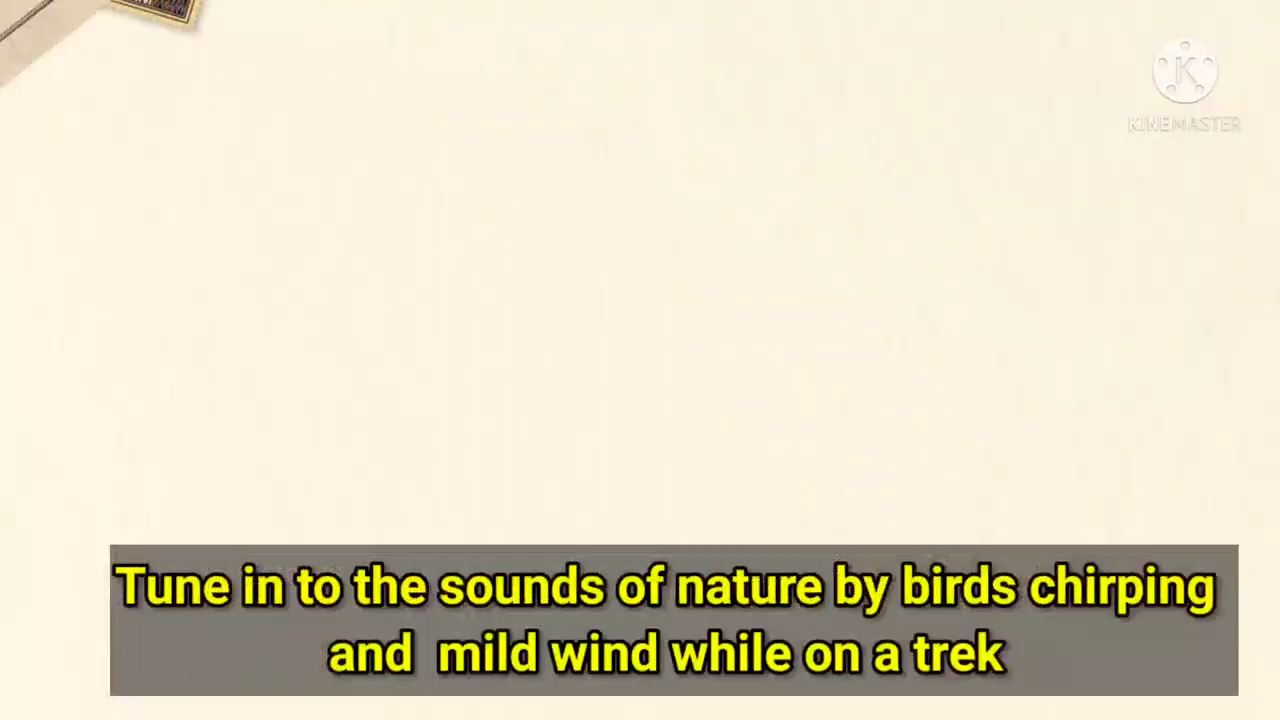 KINEMASTER
Tune in to the sounds of nature by birds chirping
and  mild wind while on a trek